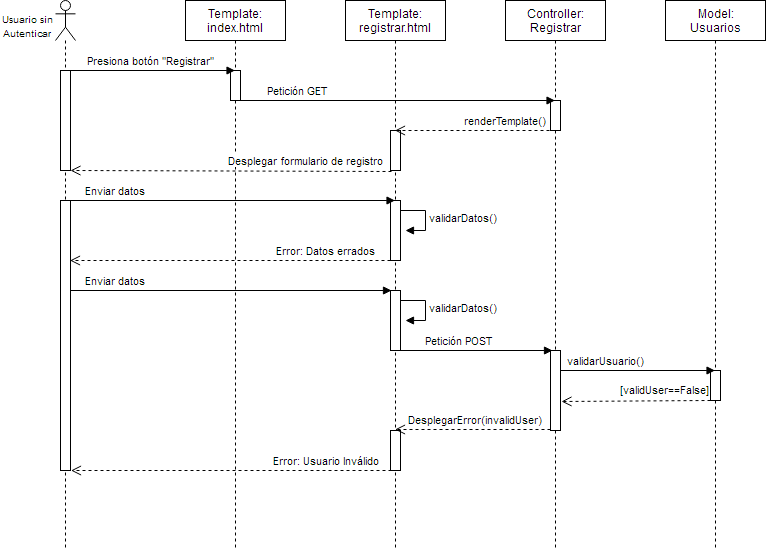 Usuario sin
Autenticar
Template:
index.html
Template:
registrar.html
Controller:
Registrar
Model:
Usuarios
Presiona botón "Registrar"
Petición GET
renderTemplate()
Desplegar formulario de registro
Enviar datos
validarDatos()
Error: Datos errados
Enviar datos
validarDatos()
Petición POST
validarUsuario()
[validUser==False]
DesplegarError(invalidUser)
Error: Usuario Inválido